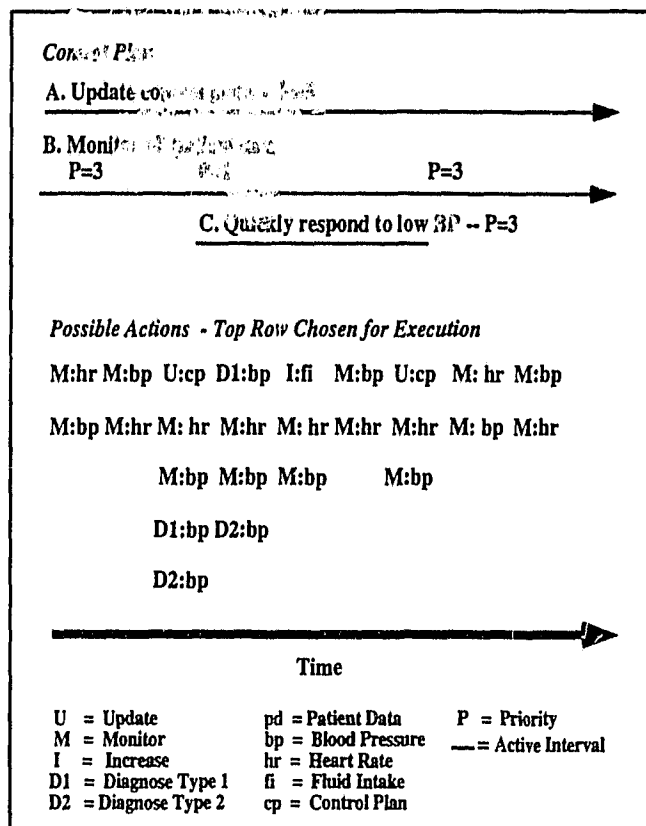 Control Plan
A. Update
B. Monitor
P=3 P=3
C. Quickly respond to low BP -- P=3
Possible Actions - Top Row Chosen for Execution
M:hr M:bp U:cp D1:bp I:fi M:bp U:cp M: hr M:bp
M:bp M:hr M: hr M:hr M: hr M:hr M:hr M: bp M:hr
M:bp M:bp M:bp M:bp
D1:bp D2:bp
D2:bp
Time
U = Update pd = Patient Data P = Priority
M = Monitor bp = Blood Pressure — = Active Interval
I = Increase hr = Heart Rate
D1 = Diagnose Type 1 fi = Fluid Intake
D2 = Diagnose Type 2 cp = Control Plan